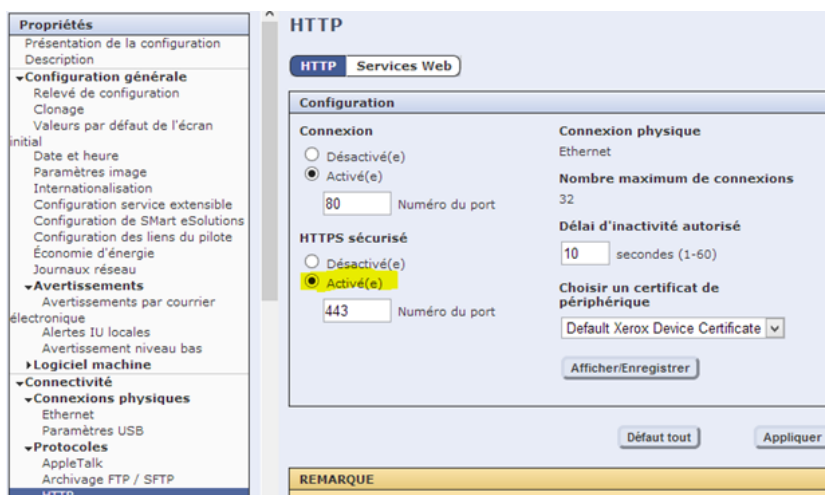 Propriétés
Présentation de la configuration
Description
Configuration générale
Relevé de configuration
Clonage
Valeurs par défaut de l'écran
initial
Date et heure
Paramètres image
Internationalisation
Configuration service extensible
Configuration de SMart eSolutions
Configuration des liens du pilote
Économie d'énergie
Journaux réseau
Avertissements
Avertissements par courrier
électronique
Alertes IU locales
Avertissement niveau bas
Logiciel machine
Connectivité
Connexions physiques
Ethernet
Paramètres USB
Protocoles
AppleTalk
Archivage FTP / SFTP
HTTP
HTTP
HTTP Services Web
Configuration
Connexion
Désactivé(e)
Activé(e)
80 Numéro du port
HTTPS sécurisé
Désactivé(e)
Activé(e)
443 Numéro du port
Connexion physique
Ethernet
Nombre maximum de connexions
32
Délai d'inactivité autorisé
10 secondes (1-60)
Choisir un certificat de
périphérique
Default Xerox Device Certificate
Afficher/Enregistrer
Défaut tout Appliquer
REMARQUE